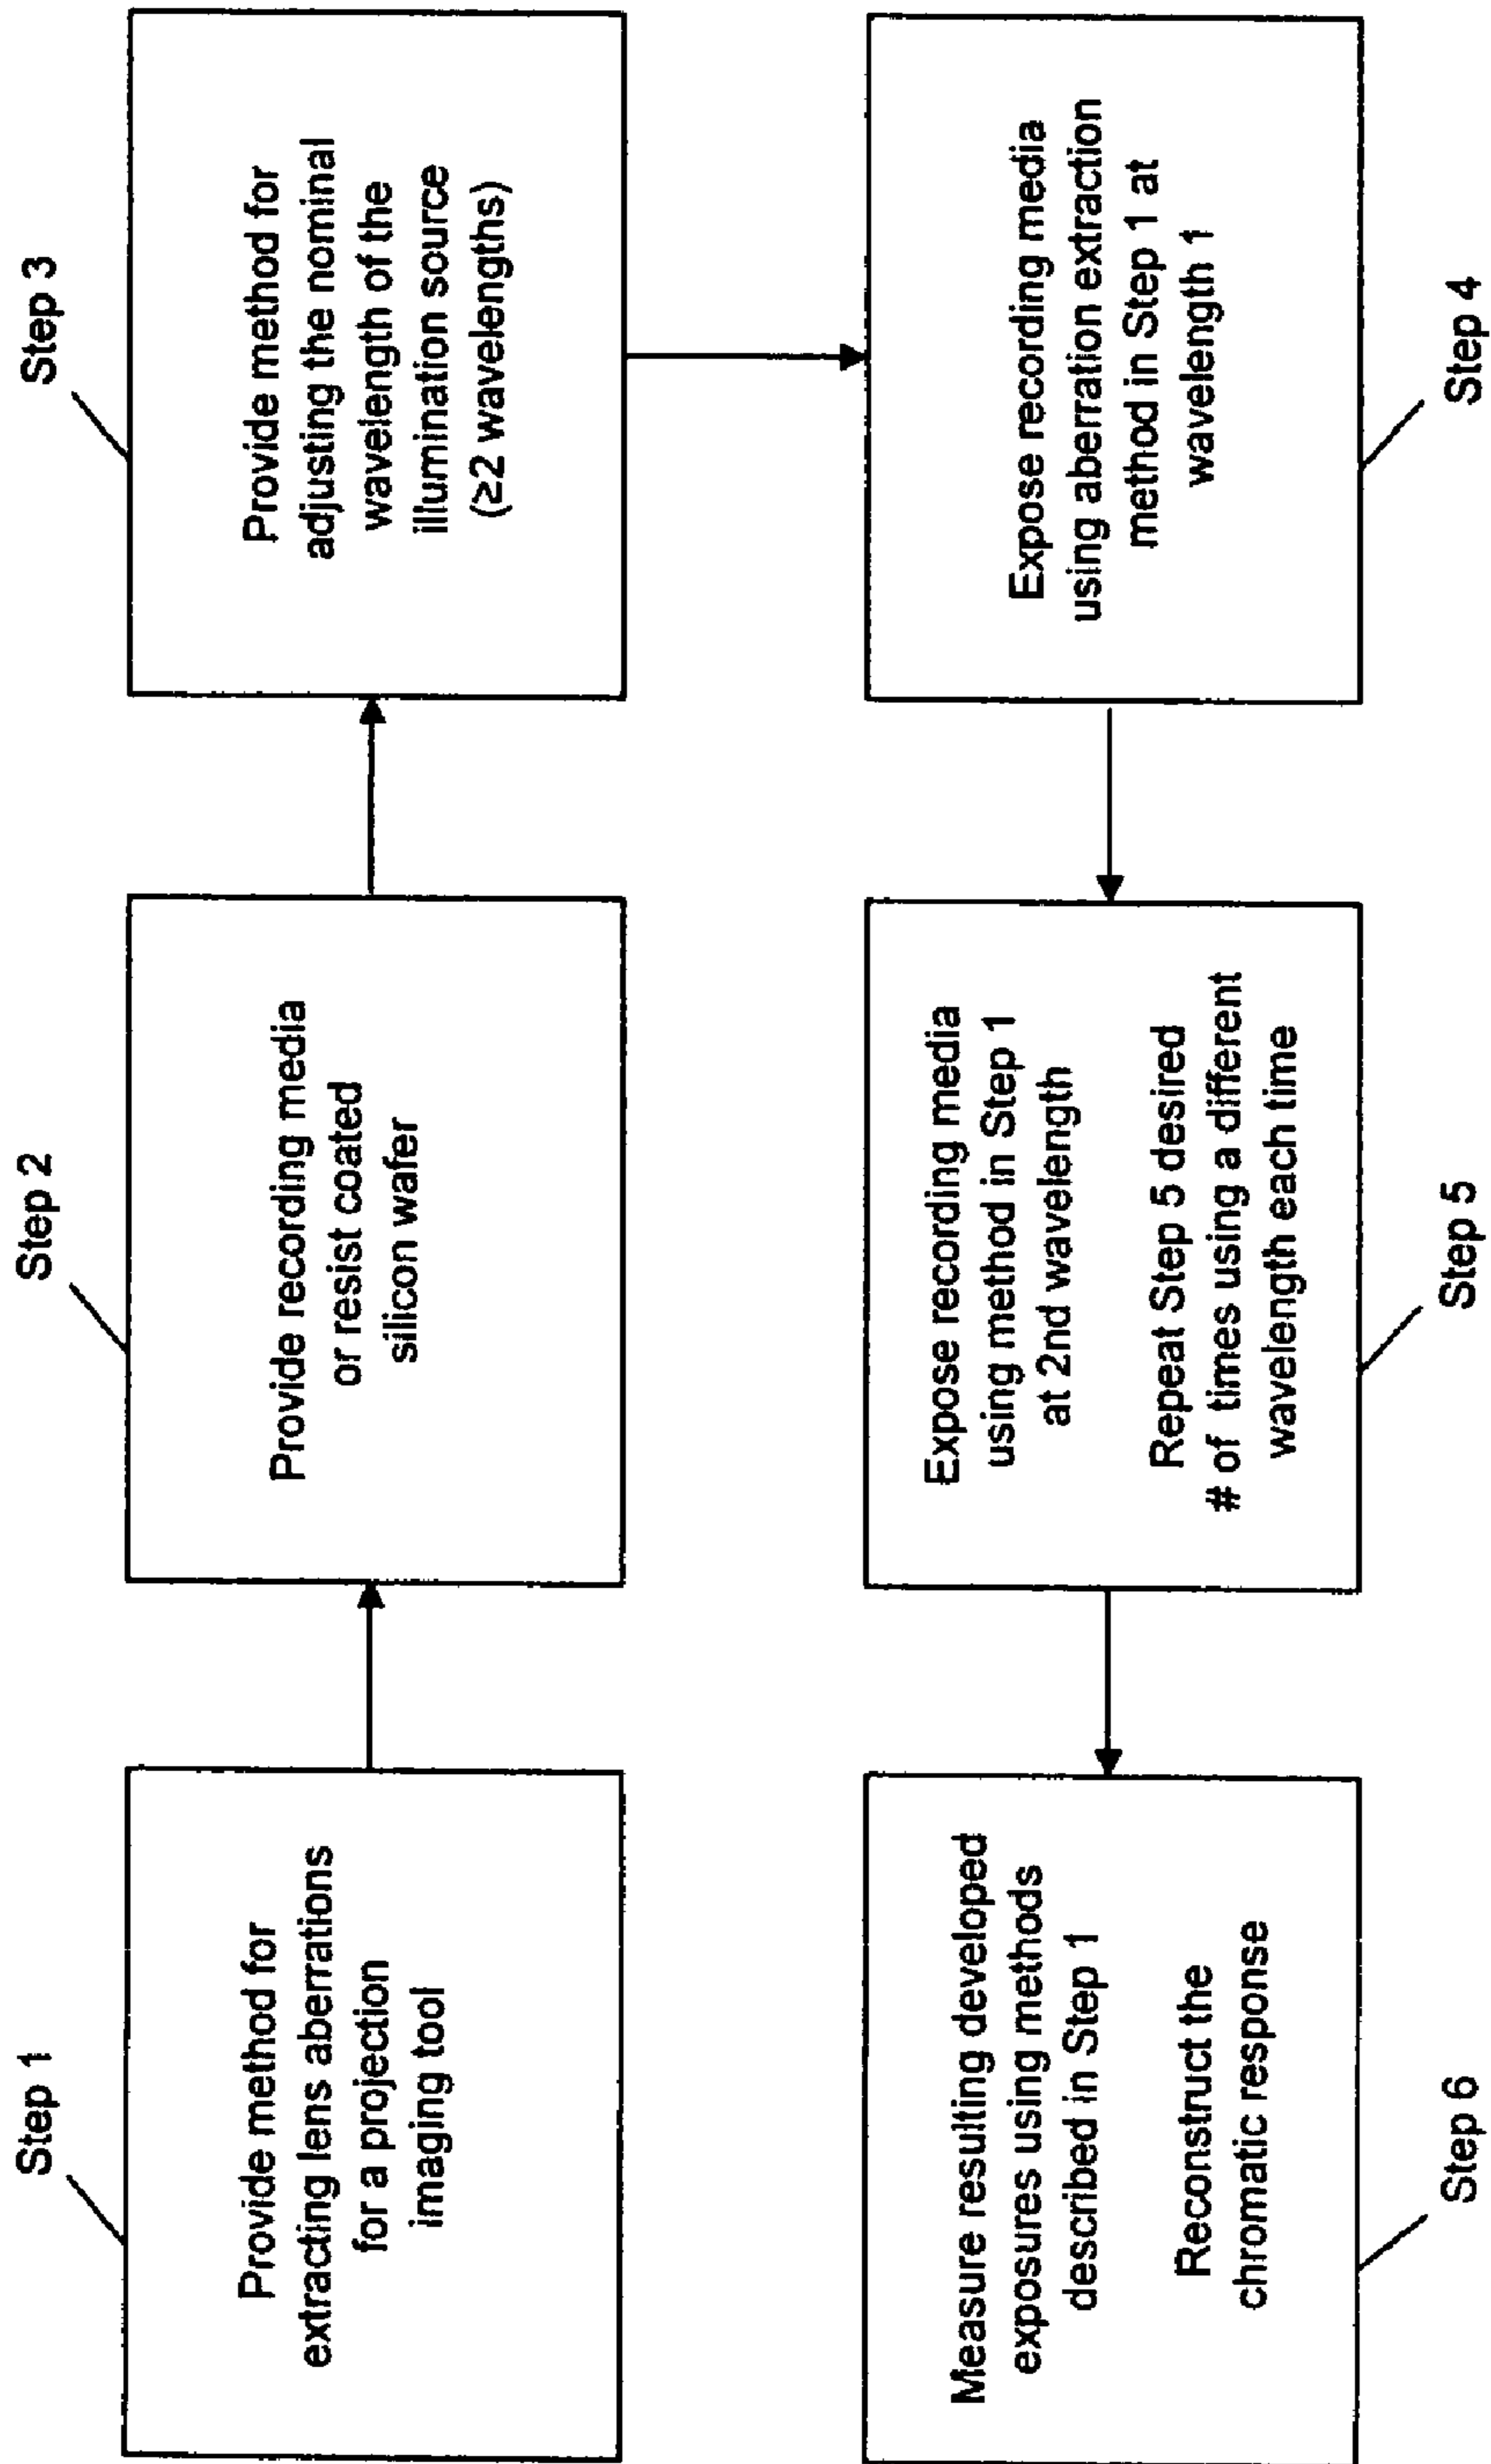 Step 1
Provide method for
extracting lens aberrations
for a projection
imaging tool
Step 2
Provide recording media
or resist coated
silicon wafer
Step 3
Provide method for
adjusting the nominal
wavelength of the
illumination source
(≥2 wavelengths)
Expose recording media
using aberration extraction
method in Step 1 at
wavelength 1
Step 4
Expose recording media
using method in Step 1
at 2nd wavelength
Repeat Step 5 desired
# of times using a different
wavelength each time
Step 5
Measure resulting developed
exposures using methods
described in Step 1
Reconstruct the
chromatic response
Step 6